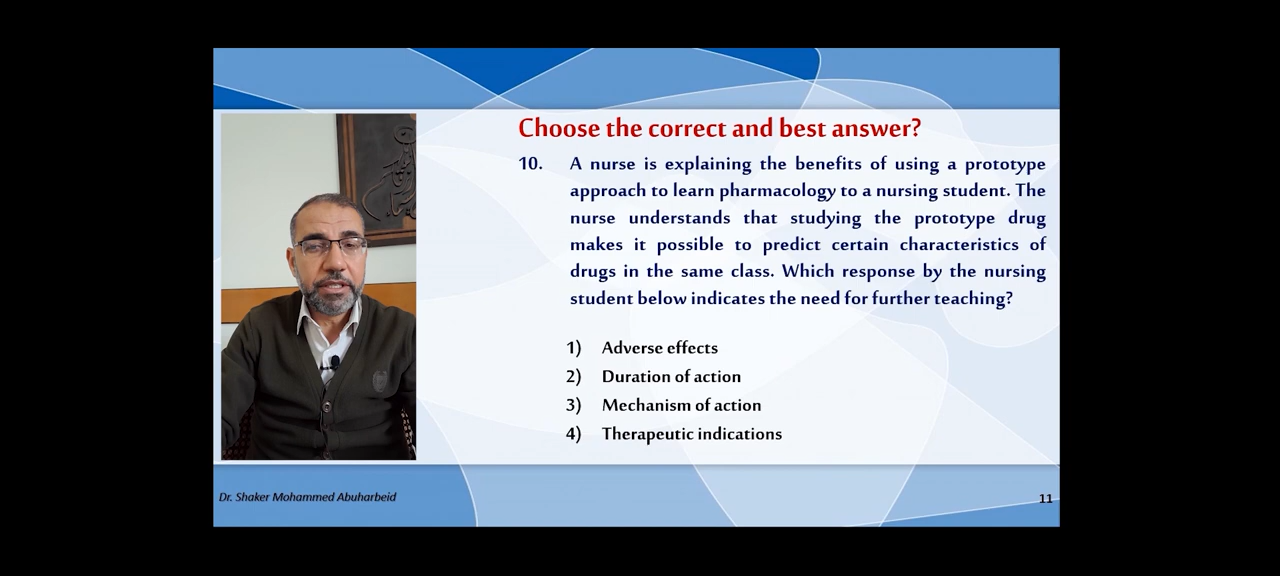 Choose the correct and best answer?
10. A nurse is explaining the benefits of using a prototype
approach to learn pharmacology to a nursing student. The
nurse understands that studying the prototype drug
makes it possible to predict certain characteristics of
drugs in the same class. Which response by the nursing
student below indicates the need for further teaching?
1) Adverse effects
2) Duration of action
3) Mechanism of action
4) Therapeutic indications
Dr. Shaker Mohammed Abuharbeid
11